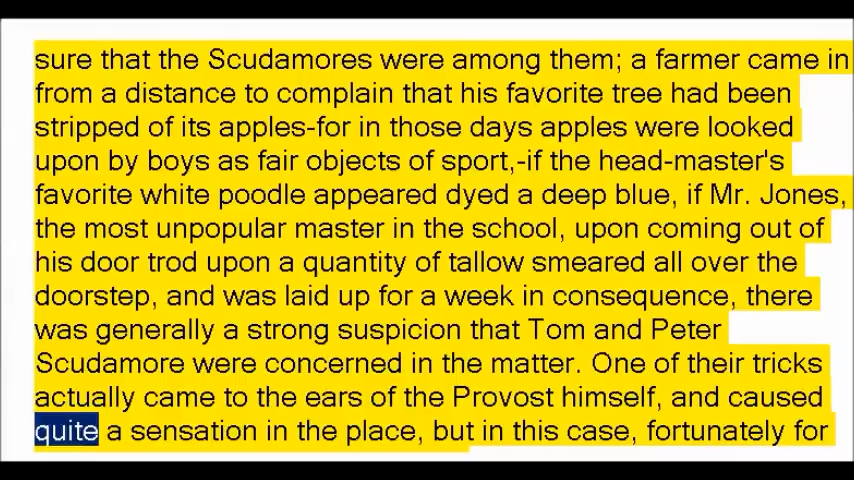 sure that the Scudamores were among them; a farmer came in
from a distance to complain that his favorite tree had been
stripped of its apples-for in those days apples were looked
upon by boys as fair objects of sport,-if the head-master's
favorite white poodle appeared dyed a deep blue, if Mr. Jones,
the most unpopular master in the school, upon coming out of
his door trod upon a quantity of tallow smeared all over the
doorstep, and was laid up for a week in consequence, there
was generally a strong suspicion that Tom and Peter
Scudamore were concerned in the matter. One of their tricks
actually came to the ears of the Provost himself, and caused
quite a sensation in the place, but in this case, fortunately for